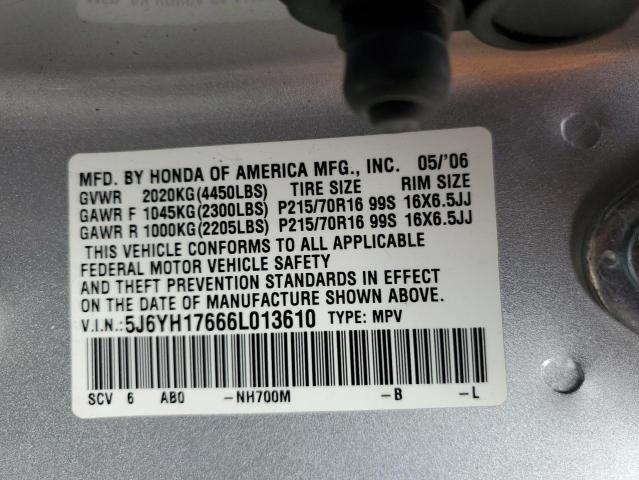 MFD. BY HONDA OF AMERICA MFG., INC. 05/'06
GVWR 2020KG(4450LBS) TIRE SIZE RIM SIZE
GAWR F 1045KG(2300LBS) P215/70R16 99S 16X6.5JJ
GAWR R 1000KG(2205LBS) P215/70R16 99S 16X6.5JJ
THIS VEHICLE CONFORMS TO ALL APPLICABLE
FEDERAL MOTOR VEHICLE SAFETY
AND THEFT PREVENTION STANDARDS IN EFFECT
ON THE DATE OF MANUFACTURE SHOWN ABOVE.
V.I.N.:5J6YH17666L013610 TYPE: MPV
SCV 6 AB0 -NH700M -B -L